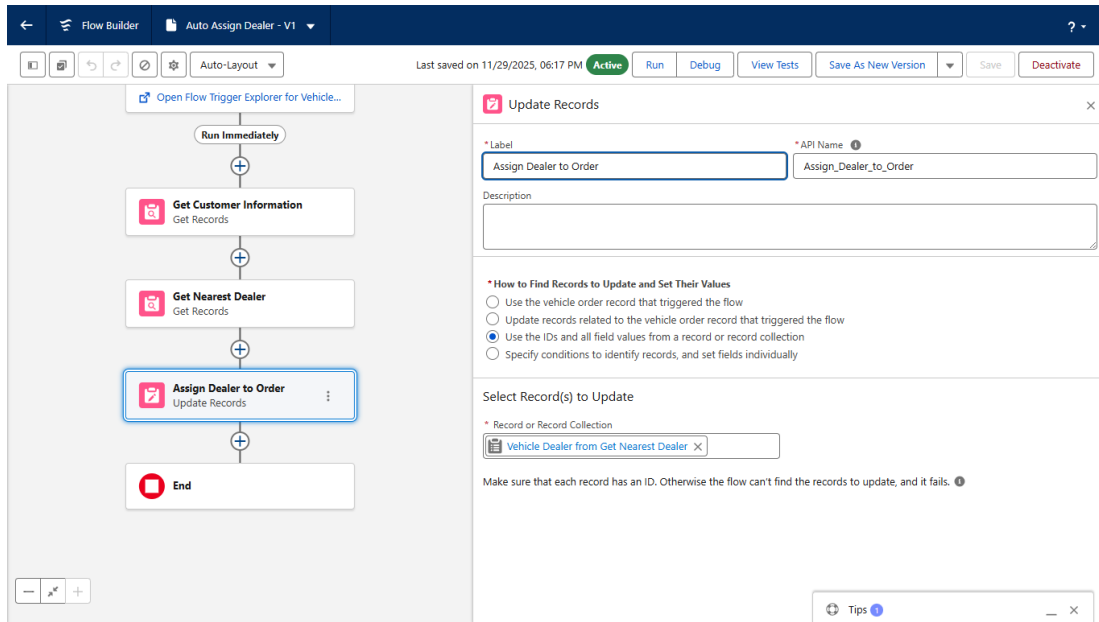 Flow Builder
Auto Assign Dealer - V1
?
Auto-Layout
Last saved on 11/29/2025, 06:17 PM
Active
Run
Debug
View Tests
Save As New Version
Save
Deactivate
Open Flow Trigger Explorer for Vehicle...
Run Immediately
Get Customer Information
Get Records
Get Nearest Dealer
Get Records
Assign Dealer to Order
Update Records
End
Update Records
*Label
*API Name
Assign Dealer to Order
Assign_Dealer_to_Order
Description
*How to Find Records to Update and Set Their Values
Use the vehicle order record that triggered the flow
Update records related to the vehicle order record that triggered the flow
Use the IDs and all field values from a record or record collection
Specify conditions to identify records, and set fields individually
Select Record(s) to Update
* Record or Record Collection
Vehicle Dealer from Get Nearest Dealer
Make sure that each record has an ID. Otherwise the flow can't find the records to update, and it fails.
Tips 1